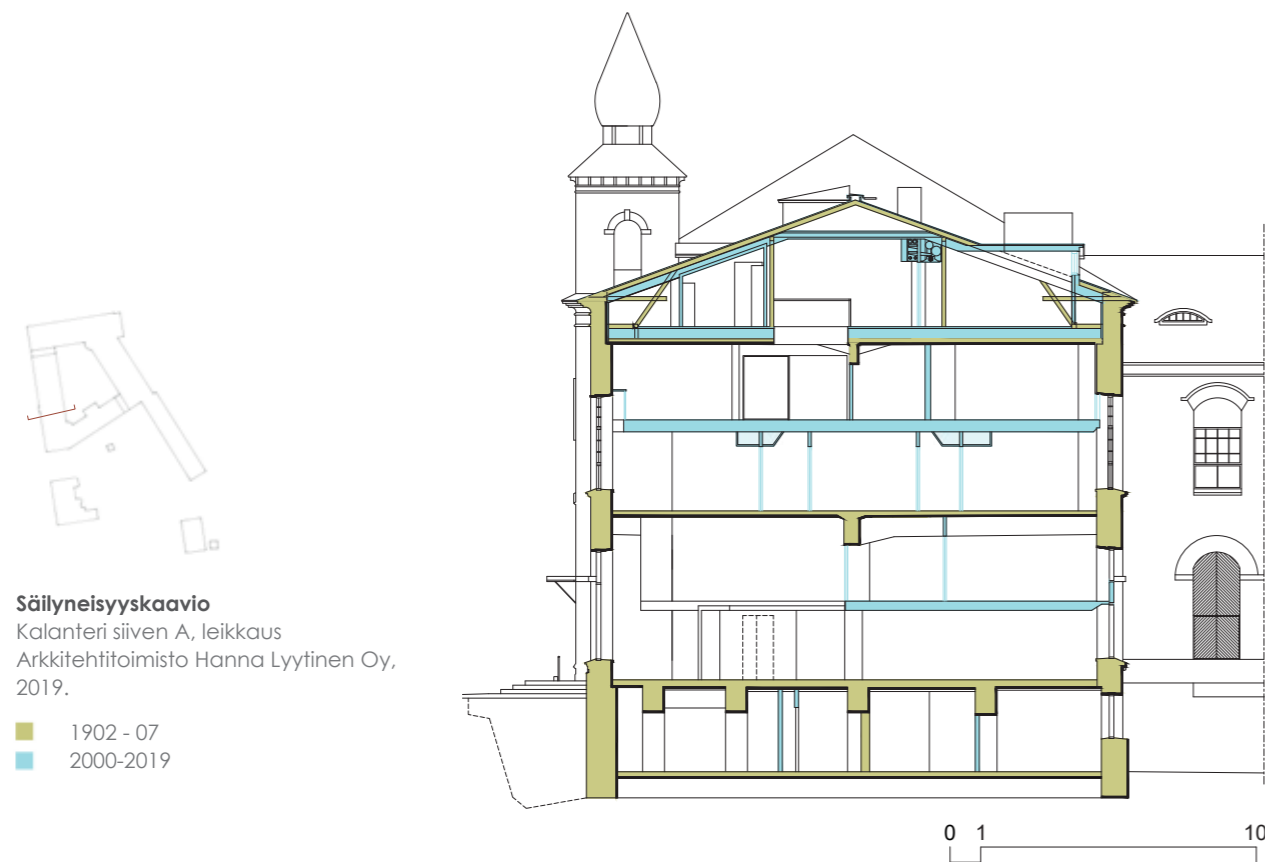 Säilyneisyyskaavio
Kalanteri siiven A, leikkaus
Arkkitehtitoimisto Hanna Lyytinen Oy,
2019.
1902 - 07
2000-2019
0 1 10